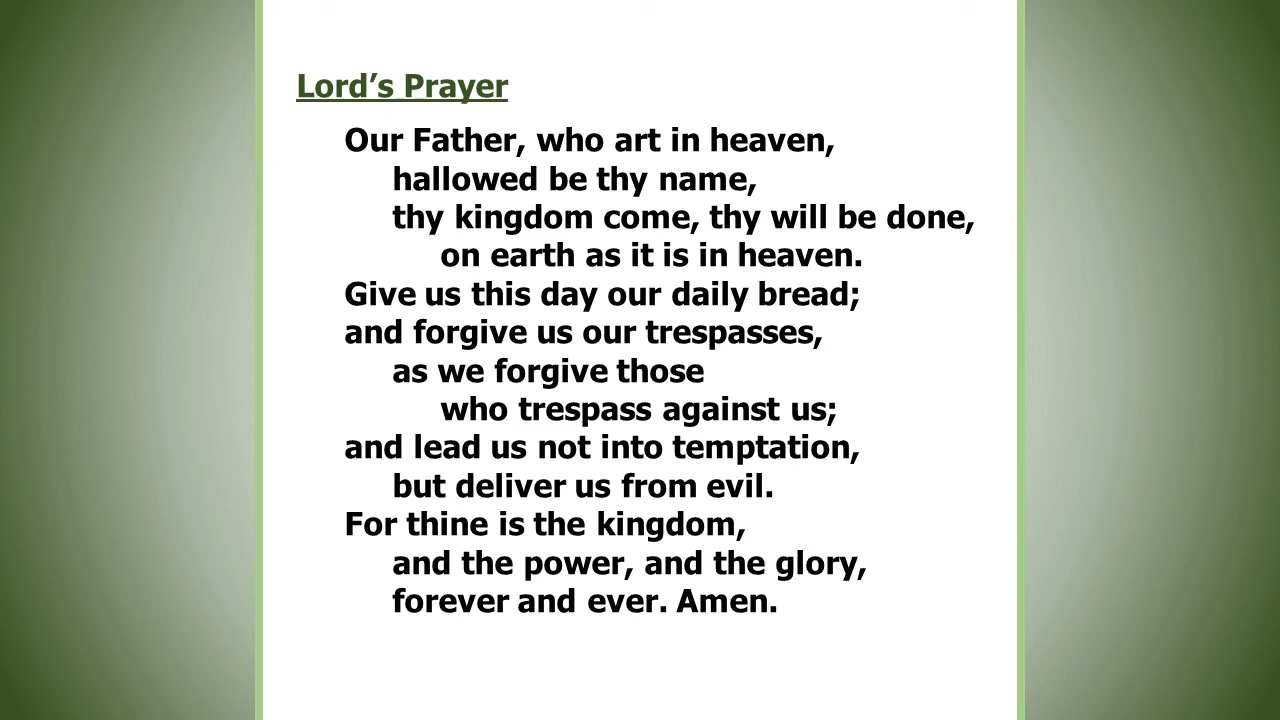 Lord’s Prayer
Our Father, who art in heaven,
hallowed be thy name,
thy kingdom come, thy will be done,
on earth as it is in heaven.
Give us this day our daily bread;
and forgive us our trespasses,
as we forgive those
who trespass against us;
and lead us not into temptation,
but deliver us from evil.
For thine is the kingdom,
and the power, and the glory,
forever and ever. Amen.